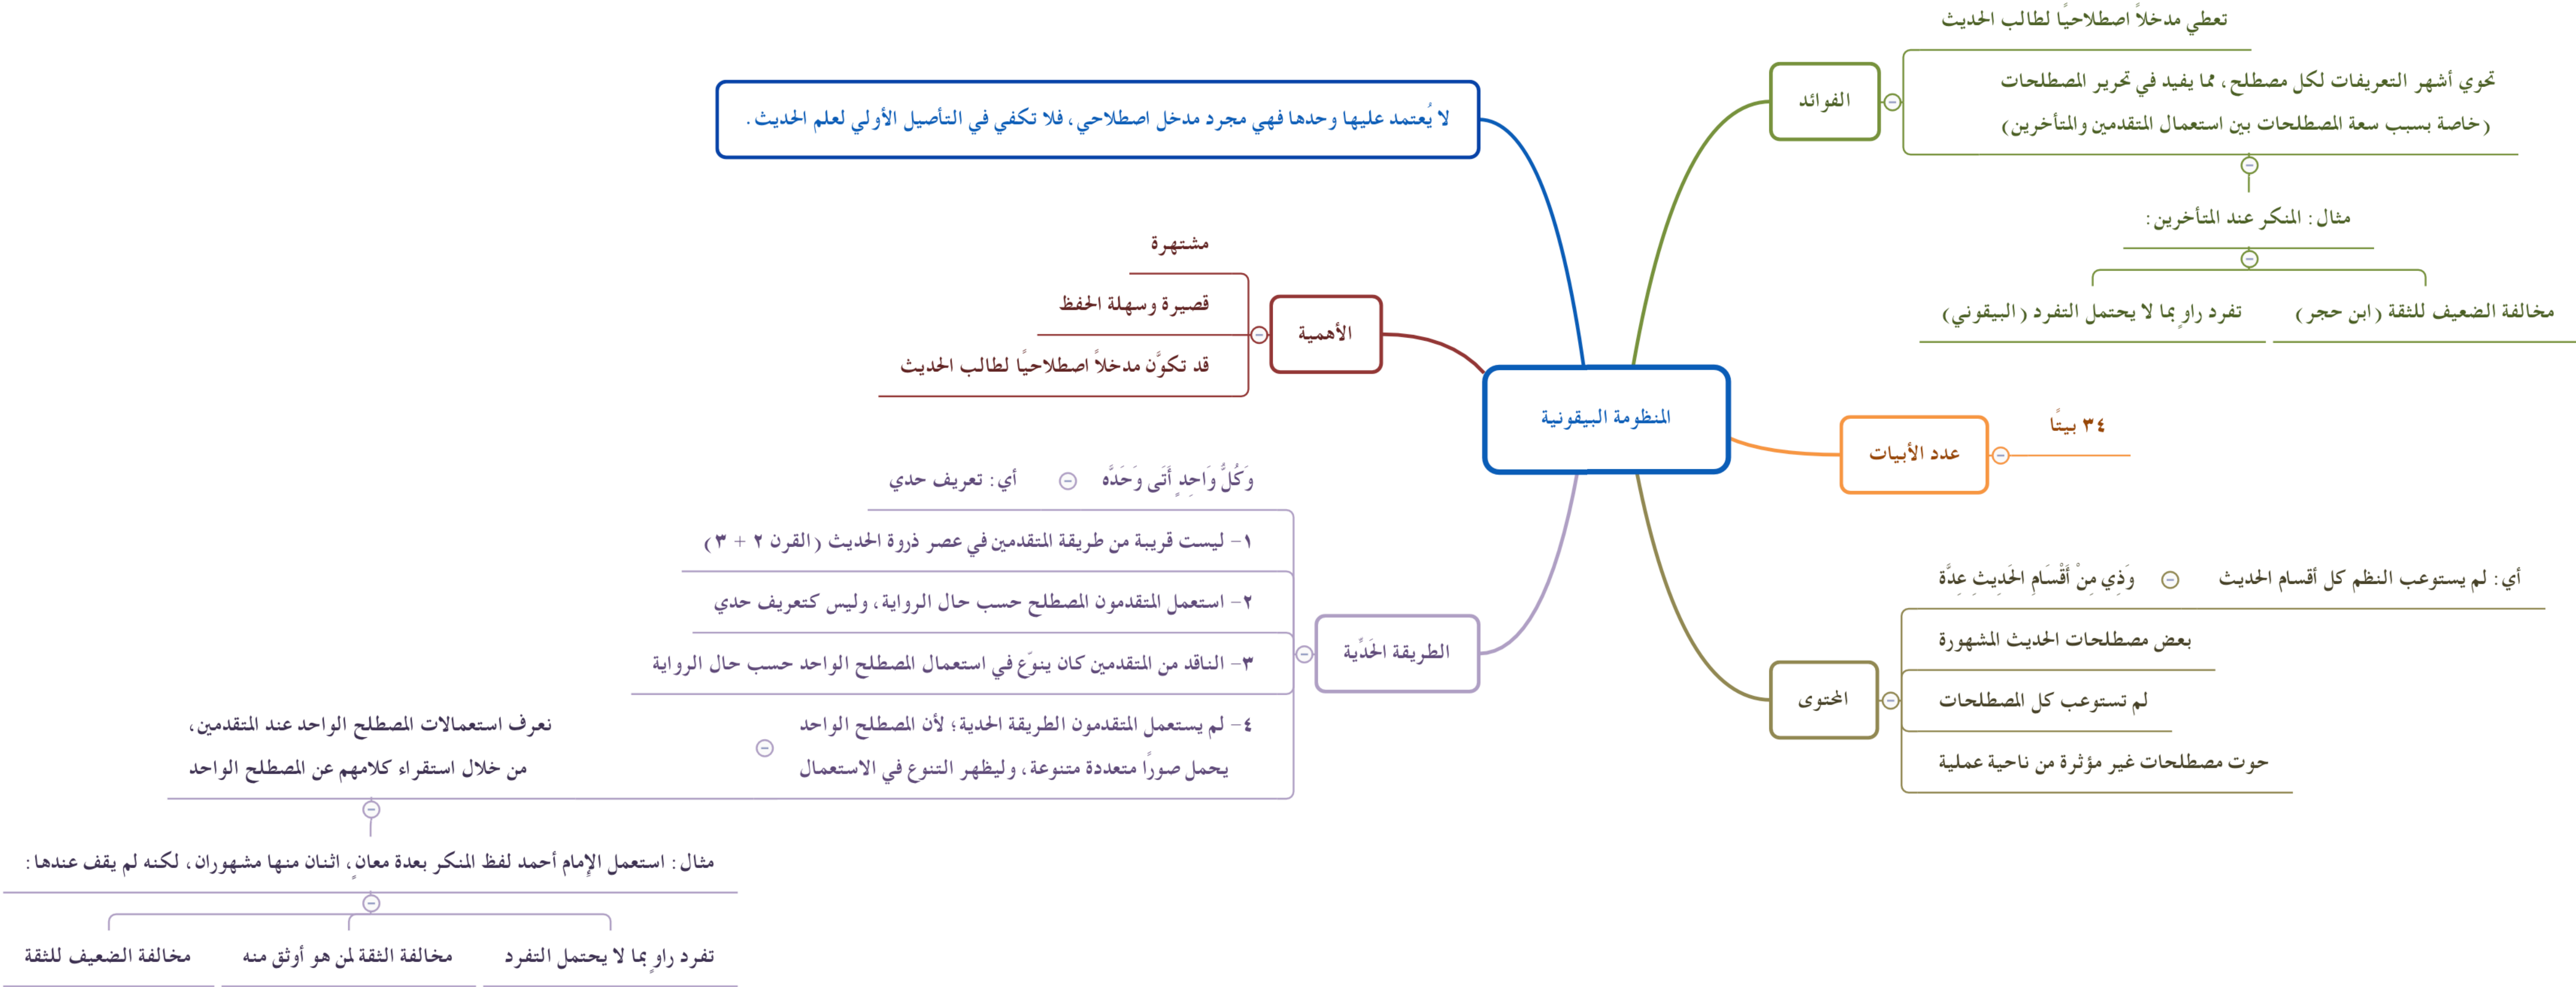 المنظومة البيقونية
الفوائد
تعطي مدخلاً اصطلاحيًا لطالب الحديث
تحوي أشهر التعريفات لكل مصطلح، مما يفيد في تحرير المصطلحات
(خاصة بسبب سعة المصطلحات بين استعمال المتقدمين والمتأخرين)
مثال: المنكر عند المتأخرين:
مخالفة الضعيف للثقة (ابن حجر)
تفرد راوٍ بما لا يحتمل التفرد (البيقوني)
عدد الأبيات
٣٤ بيتًا
المحتوى
وَذِي مِنْ أَقْسَامِ الحَدِيثِ عِدَّة
أي: لم يستوعب النظم كل أقسام الحديث
بعض مصطلحات الحديث المشهورة
لم تستوعب كل المصطلحات
حوت مصطلحات غير مؤثرة من ناحية عملية
لا يُعتمد عليها وحدها فهي مجرد مدخل اصطلاحي، فلا تكفي في التأصيل الأولي لعلم الحديث.
الأهمية
مشتهرة
قصيرة وسهلة الحفظ
قد تكوَّن مدخلاً اصطلاحيًا لطالب الحديث
الطريقة الحَدِّية
وَكُلُّ وَاحِدٍ أَتَى وَحَدَّه
أي: تعريف حدي
١- ليست قريبة من طريقة المتقدمين في عصر ذروة الحديث (القرن ٢ + ٣)
٢- استعمل المتقدمون المصطلح حسب حال الرواية، وليس كتعريف حدي
٣- الناقد من المتقدمين كان ينوّع في استعمال المصطلح الواحد حسب حال الرواية
٤- لم يستعمل المتقدمون الطريقة الحدية؛ لأن المصطلح الواحد
يحمل صورًا متعددة متنوعة، وليظهر التنوع في الاستعمال
نعرف استعمالات المصطلح الواحد عند المتقدمين،
من خلال استقراء كلامهم عن المصطلح الواحد
مثال: استعمل الإمام أحمد لفظ المنكر بعدة معانٍ، اثنان منها مشهوران، لكنه لم يقف عندها:
تفرد راوٍ بما لا يحتمل التفرد
مخالفة الثقة لمن هو أوثق منه
مخالفة الضعيف للثقة